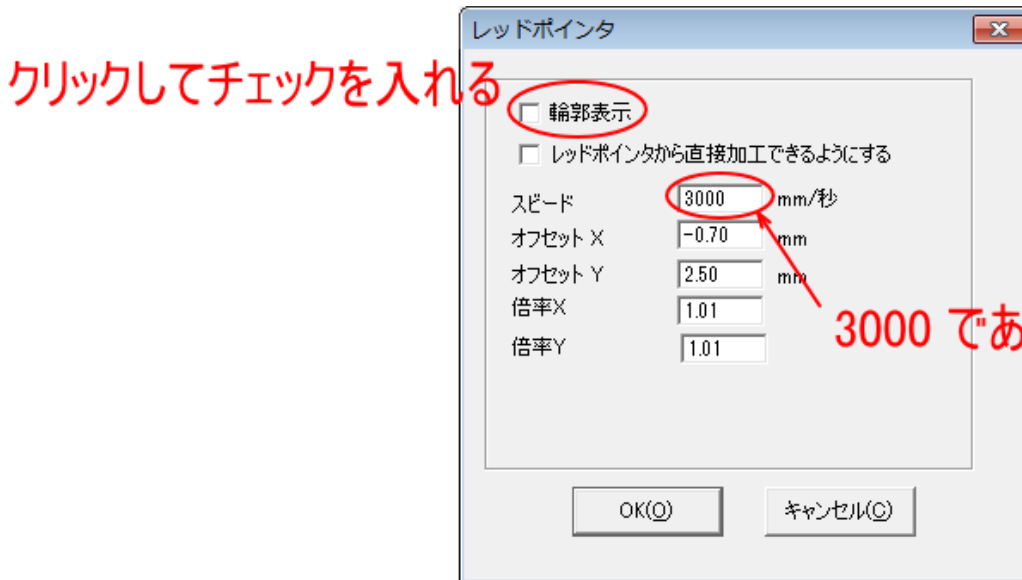 レッドポインタ
クリックしてチェックを入れる
輪郭表示
レッドポインタから直接加工できるようにする
スピード 3000 mm/秒
オフセット X -0.70 mm
オフセット Y 2.50 mm
倍率X 1.01
3000 であ
倍率Y 1.01
OK(O) キャンセル(C)